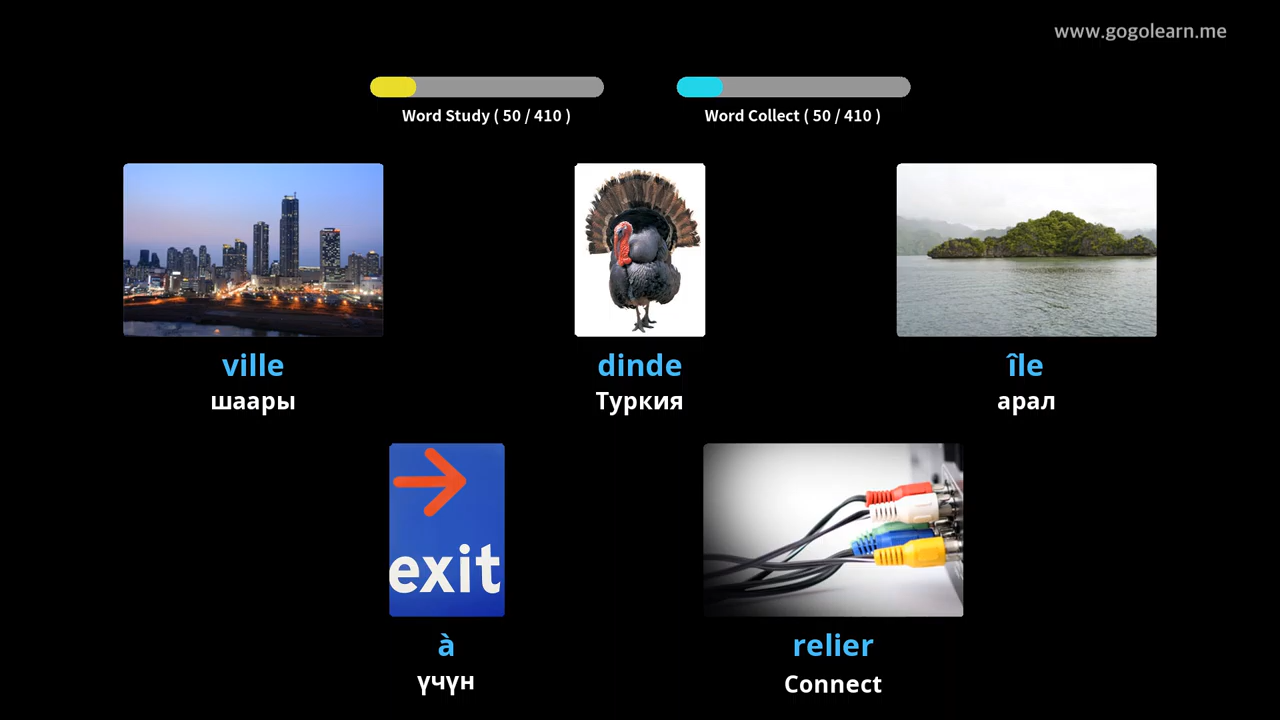 www.gogolearn.me
Word Study ( 50 / 410 )
Word Collect ( 50 / 410 )
ville
шаары
dinde
Туркия
île
арал
exit
à
үчүн
relier
Connect